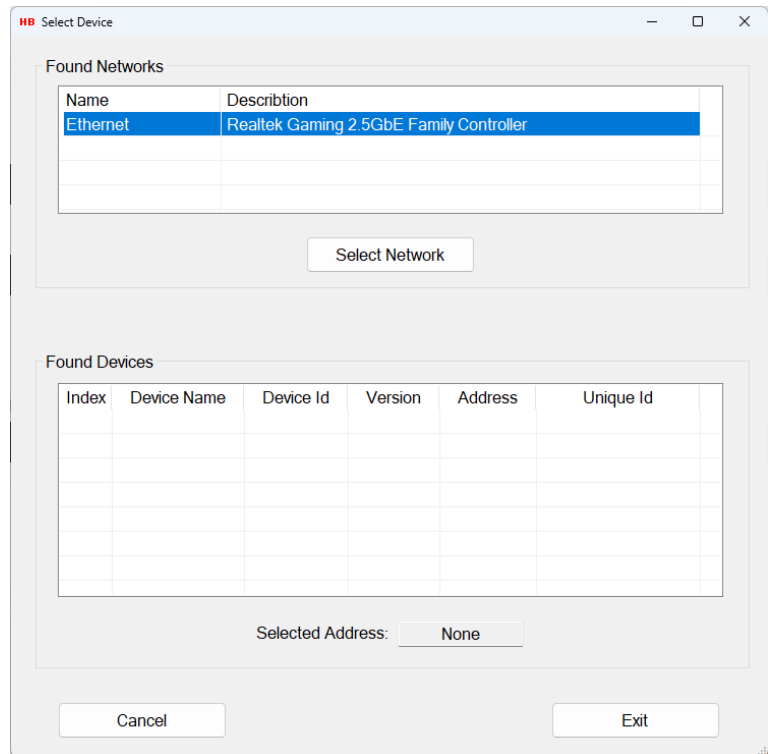 HB Select Device
Found Networks
Name Describtion
Ethernet Realtek Gaming 2.5GbE Family Controller
Select Network
Found Devices
Index Device Name Device Id Version Address Unique Id
Selected Address: None
Cancel Exit